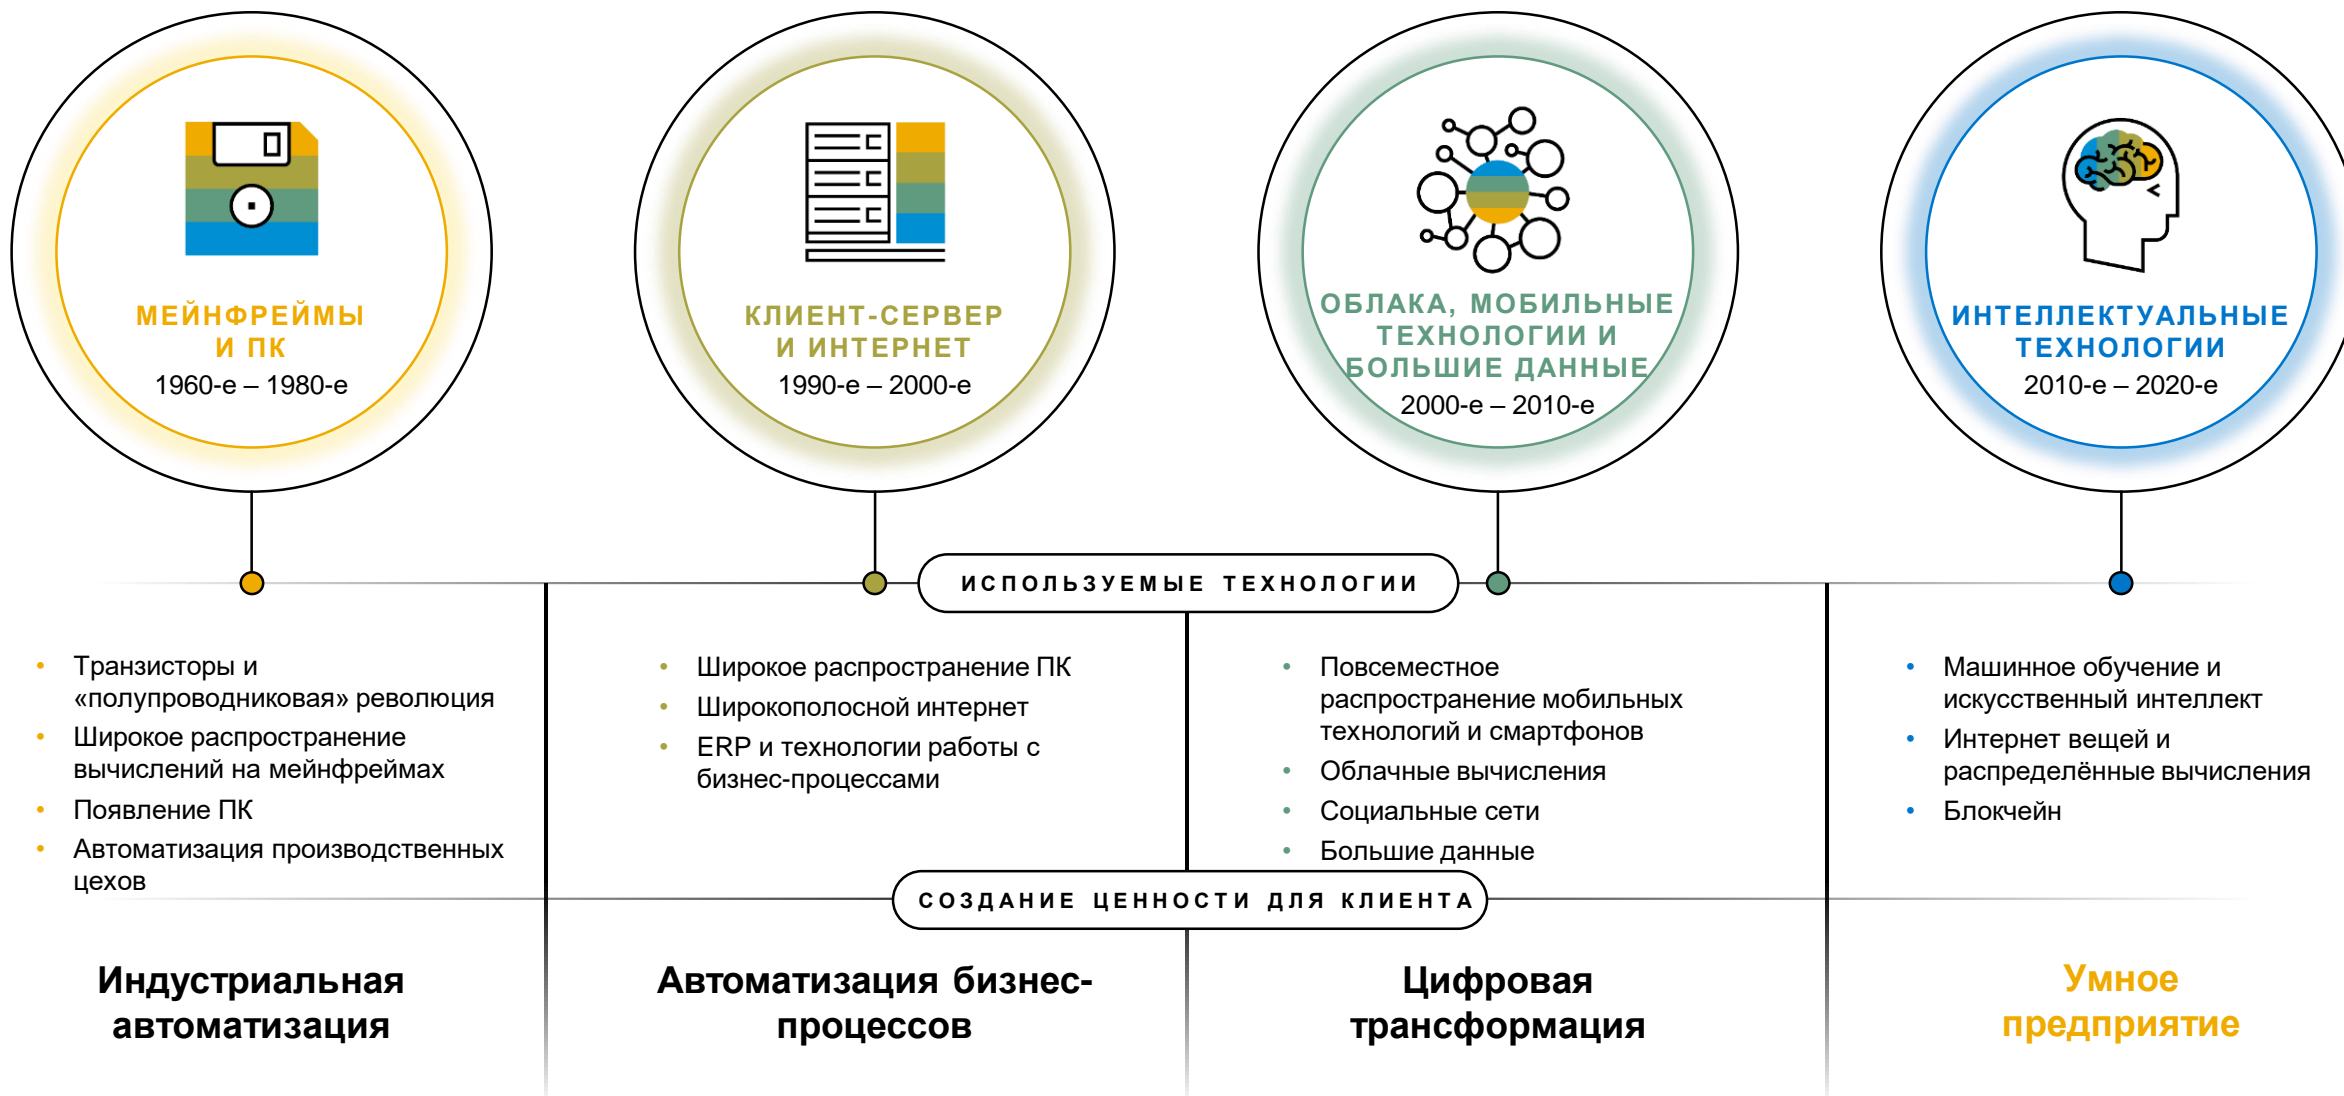 МЕЙНФРЕЙМЫ
И ПК
1960-е – 1980-е
КЛИЕНТ-СЕРВЕР
И ИНТЕРНЕТ
1990-е – 2000-е
ОБЛАКА, МОБИЛЬНЫЕ
ТЕХНОЛОГИИ И
БОЛЬШИЕ ДАННЫЕ
2000-е – 2010-е
ИНТЕЛЛЕКТУАЛЬНЫЕ
ТЕХНОЛОГИИ
2010-е – 2020-е
ИСПОЛЬЗУЕМЫЕ ТЕХНОЛОГИИ
• Транзисторы и
«полупроводниковая» революция
• Широкое распространение
вычислений на мейнфреймах
• Появление ПК
• Автоматизация производственных
цехов
• Широкое распространение ПК
• Широкополосной интернет
• ERP и технологии работы с
бизнес-процессами
• Повсеместное
распространение мобильных
технологий и смартфонов
• Облачные вычисления
• Социальные сети
• Большие данные
• Машинное обучение и
искусственный интеллект
• Интернет вещей и
распределённые вычисления
• Блокчейн
СОЗДАНИЕ ЦЕННОСТИ ДЛЯ КЛИЕНТА
Индустриальная
автоматизация
Автоматизация бизнес-
процессов
Цифровая
трансформация
Умное
предприятие